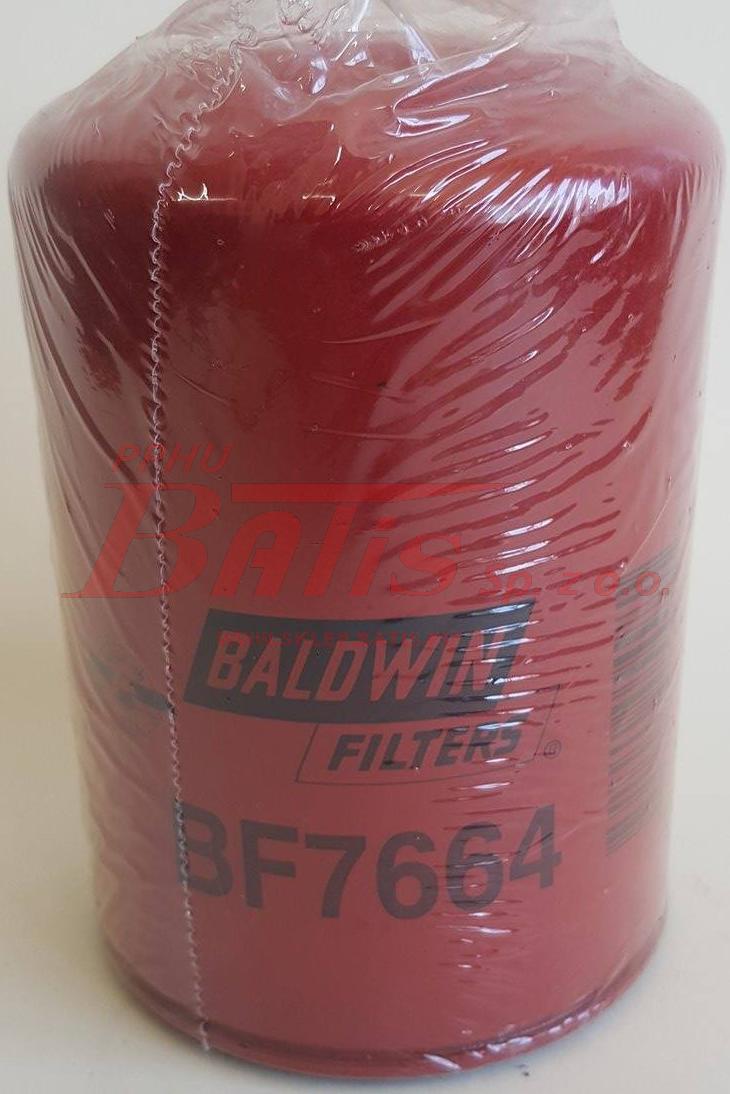 PPHU
BATIS Sp. z o.o.
BALDWIN
FILTERS ®
BF7664